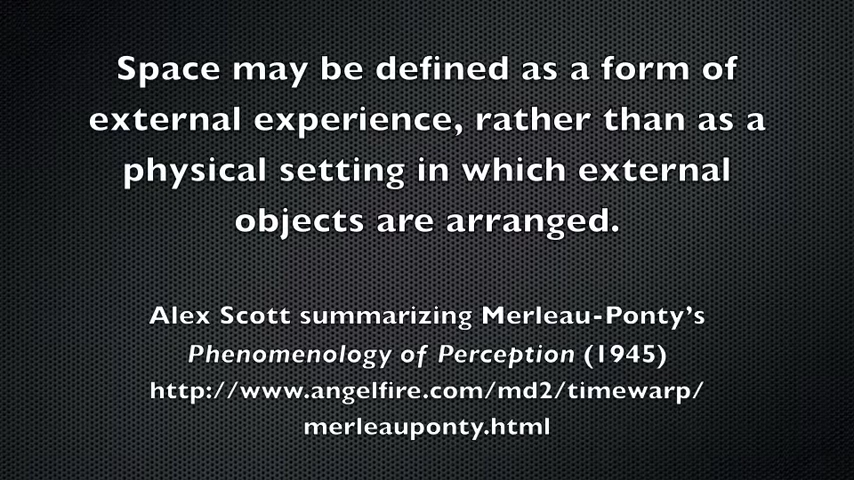 Space may be defined as a form of
external experience, rather than as a
physical setting in which external
objects are arranged.
Alex Scott summarizing Merleau-Ponty’s
Phenomenology of Perception (1945)
http://www.angelfire.com/md2/timewarp/
merleauponty.html